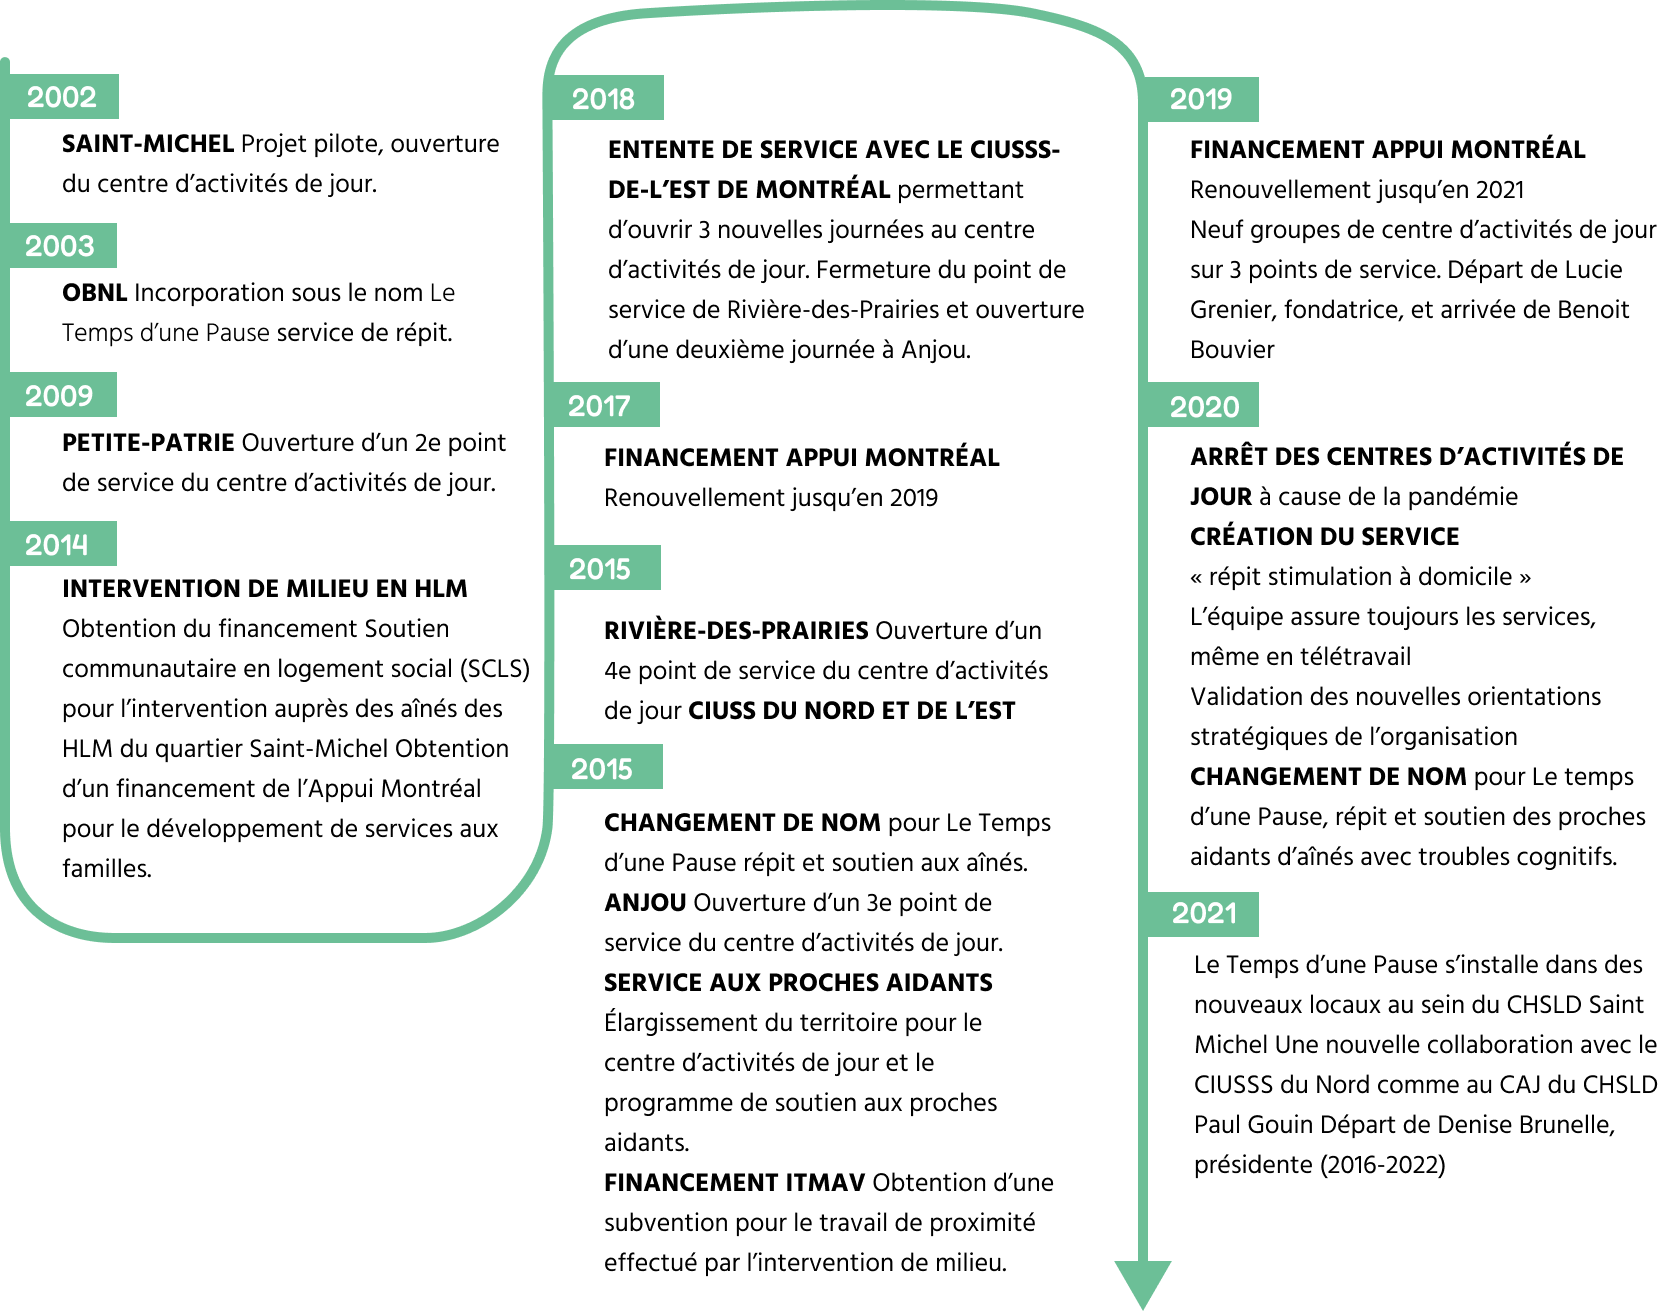 2002
SAINT-MICHEL Projet pilote, ouverture
du centre d’activités de jour.
2003
OBNL Incorporation sous le nom Le
Temps d’une Pause service de répit.
2009
PETITE-PATRIE Ouverture d’un 2e point
de service du centre d’activités de jour.
2014
INTERVENTION DE MILIEU EN HLM
Obtention du financement Soutien
communautaire en logement social (SCLS)
pour l’intervention auprès des aînés des
HLM du quartier Saint-Michel Obtention
d’un financement de l’Appui Montréal
pour le développement de services aux
familles.
2018
ENTENTE DE SERVICE AVEC LE CIUSSS-
DE-L’EST DE MONTRÉAL permettant
d’ouvrir 3 nouvelles journées au centre
d’activités de jour. Fermeture du point de
service de Rivière-des-Prairies et ouverture
d’une deuxième journée à Anjou.
2017
FINANCEMENT APPUI MONTRÉAL
Renouvellement jusqu’en 2019
2015
RIVIÈRE-DES-PRAIRIES Ouverture d’un
4e point de service du centre d’activités
de jour CIUSS DU NORD ET DE L’EST
2015
CHANGEMENT DE NOM pour Le Temps
d’une Pause répit et soutien aux aînés.
ANJOU Ouverture d’un 3e point de
service du centre d’activités de jour.
SERVICE AUX PROCHES AIDANTS
Élargissement du territoire pour le
centre d’activités de jour et le
programme de soutien aux proches
aidants.
FINANCEMENT ITMAV Obtention d’une
subvention pour le travail de proximité
effectué par l’intervention de milieu.
2019
FINANCEMENT APPUI MONTRÉAL
Renouvellement jusqu’en 2021
Neuf groupes de centre d’activités de jour
sur 3 points de service. Départ de Lucie
Grenier, fondatrice, et arrivée de Benoit
Bouvier
2020
ARRÊT DES CENTRES D’ACTIVITÉS DE
JOUR à cause de la pandémie
CRÉATION DU SERVICE
« répit stimulation à domicile »
L’équipe assure toujours les services,
même en télétravail
Validation des nouvelles orientations
stratégiques de l’organisation
CHANGEMENT DE NOM pour Le temps
d’une Pause, répit et soutien des proches
aidants d’aînés avec troubles cognitifs.
2021
Le Temps d’une Pause s’installe dans des
nouveaux locaux au sein du CHSLD Saint
Michel Une nouvelle collaboration avec le
CIUSSS du Nord comme au CAJ du CHSLD
Paul Gouin Départ de Denise Brunelle,
présidente (2016-2022)